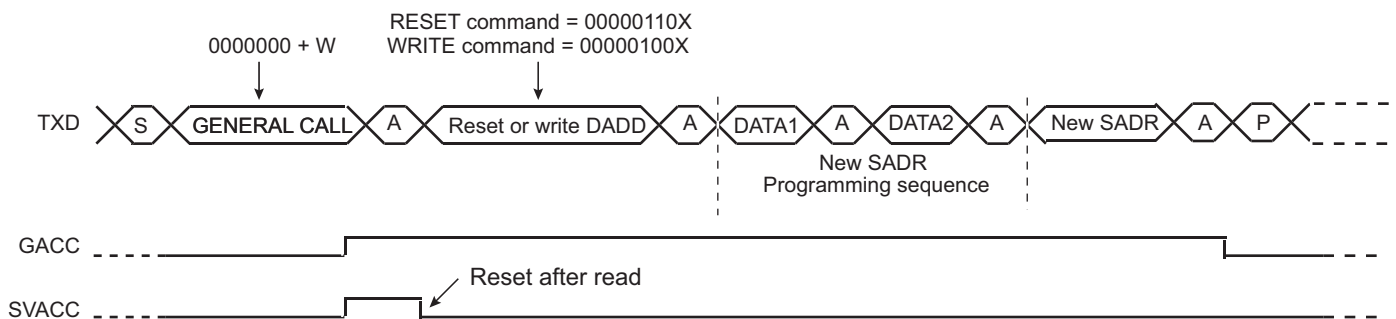 RESET command = 00000110X
0000000 + W WRITE command = 00000100X
TXD S GENERAL CALL A Reset or write DADD A DATA1 A DATA2 A New SADR A P
New SADR
Programming sequence
GACC
Reset after read
SVACC